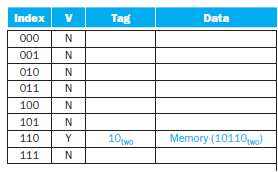 Index V Tag Data
000 N
001 N
010 N
011 N
100 N
101 N
110 Y 10two Memory (10110two)
111 N